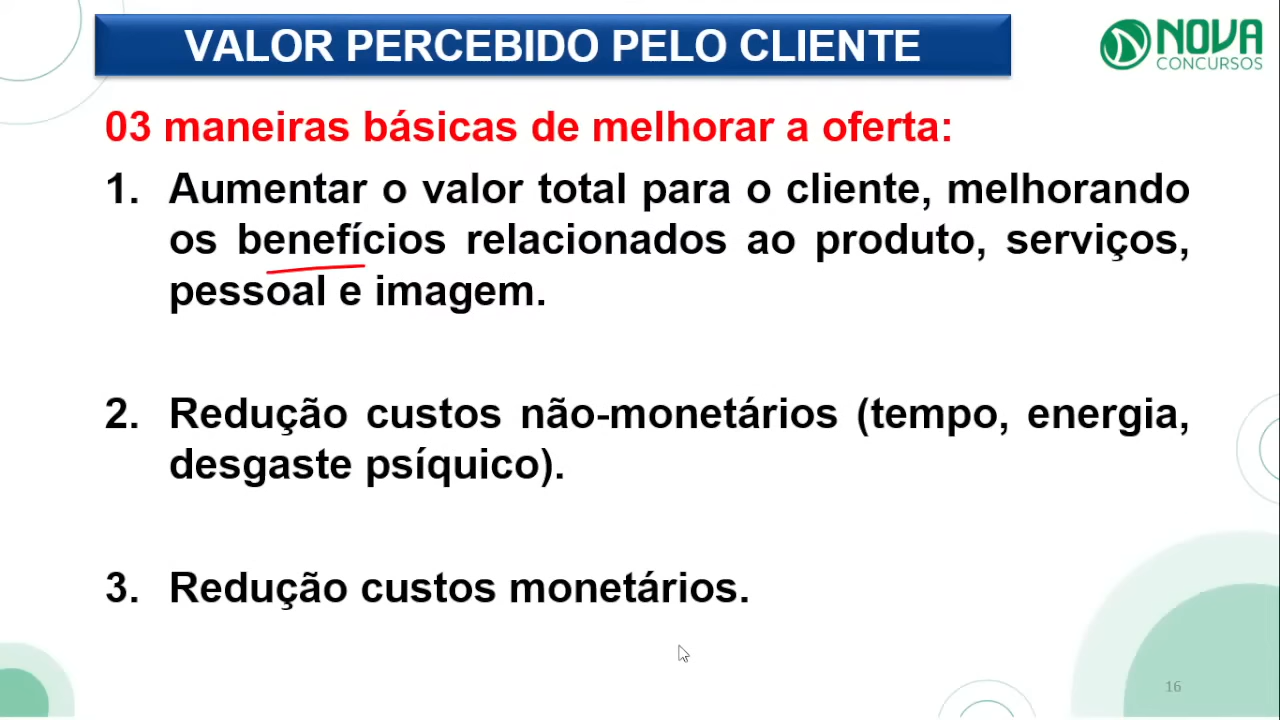 VALOR PERCEBIDO PELO CLIENTE
NOVA
CONCURSOS
03 maneiras básicas de melhorar a oferta:
1. Aumentar o valor total para o cliente, melhorando
os benefícios relacionados ao produto, serviços,
pessoal e imagem.
2. Redução custos não-monetários (tempo, energia,
desgaste psíquico).
3. Redução custos monetários.
16